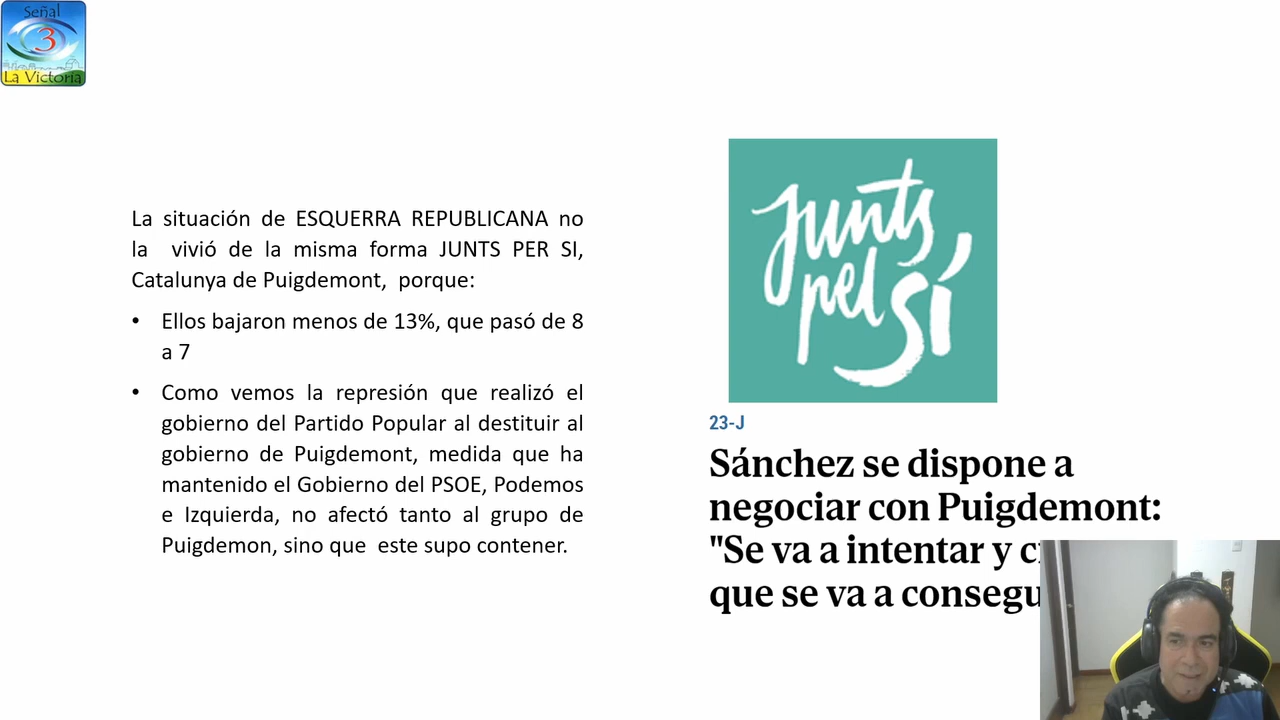 Señal
3
La Victoria
La situación de ESQUERRA REPUBLICANA no
la vivió de la misma forma JUNTS PER SI,
Catalunya de Puigdemont, porque:
• Ellos bajaron menos de 13%, que pasó de 8
a 7
• Como vemos la represión que realizó el
gobierno del Partido Popular al destituir al
gobierno de Puigdemont, medida que ha
mantenido el Gobierno del PSOE, Podemos
e Izquierda, no afectó tanto al grupo de
Puigdemon, sino que este supo contener.
Junts
pel Sí
23-J
Sánchez se dispone a
negociar con Puigdemont:
"Se va a intentar y
que se va a